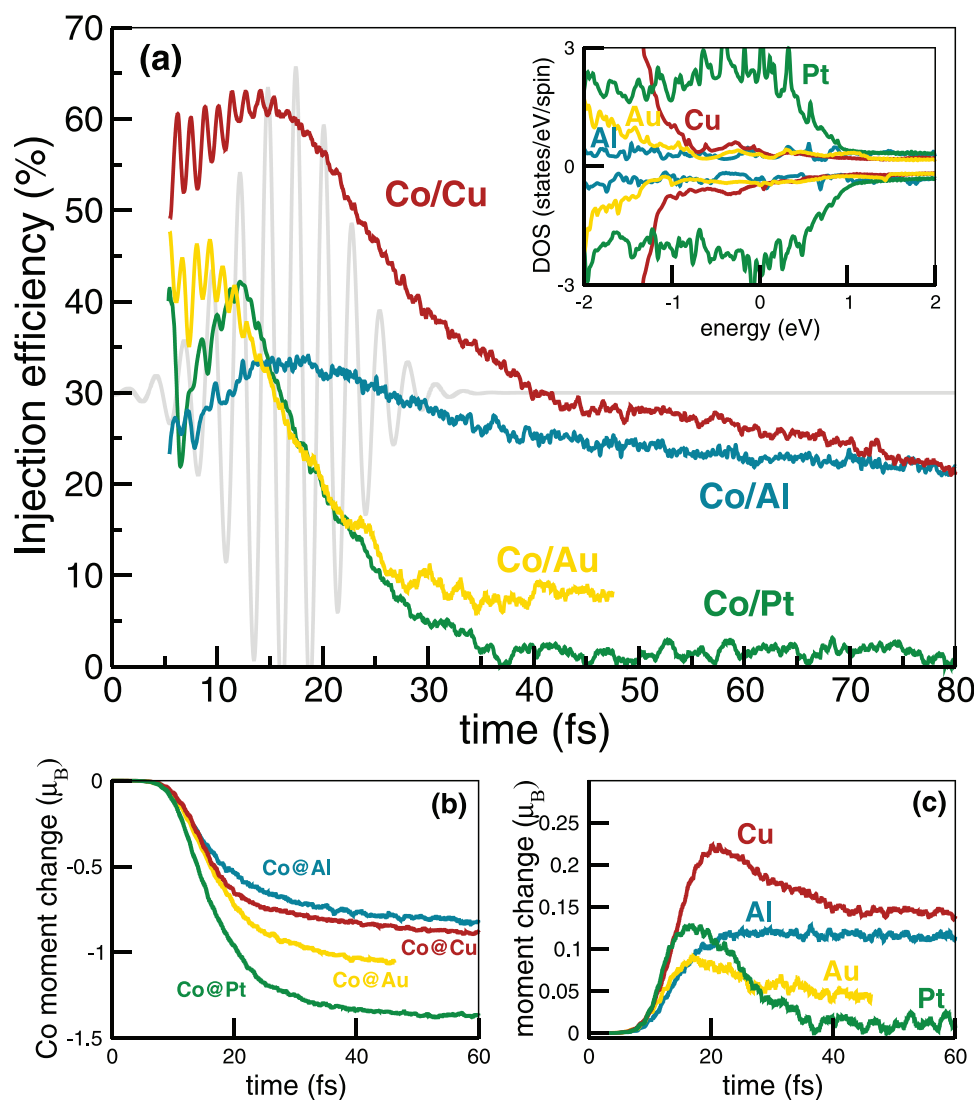 (a)
Injection efficiency (%)
70
60
50
40
30
20
10
0
0 10 20 30 40 50 60 70 80
time (fs)
Co/Cu
Co/Al
Co/Au
Co/Pt
DOS (states/eV/spin)
3
0
-3
-2 -1 0 1 2
energy (eV)
Pt
Au
Cu
Al
(b)
Co moment change (μB)
0
-0.5
-1
-1.5
0 20 40 60
time (fs)
Co@Al
Co@Cu
Co@Au
Co@Pt
(c)
moment change (μB)
0.25
0.2
0.15
0.1
0.05
0
0 20 40 60
time (fs)
Cu
Al
Au
Pt